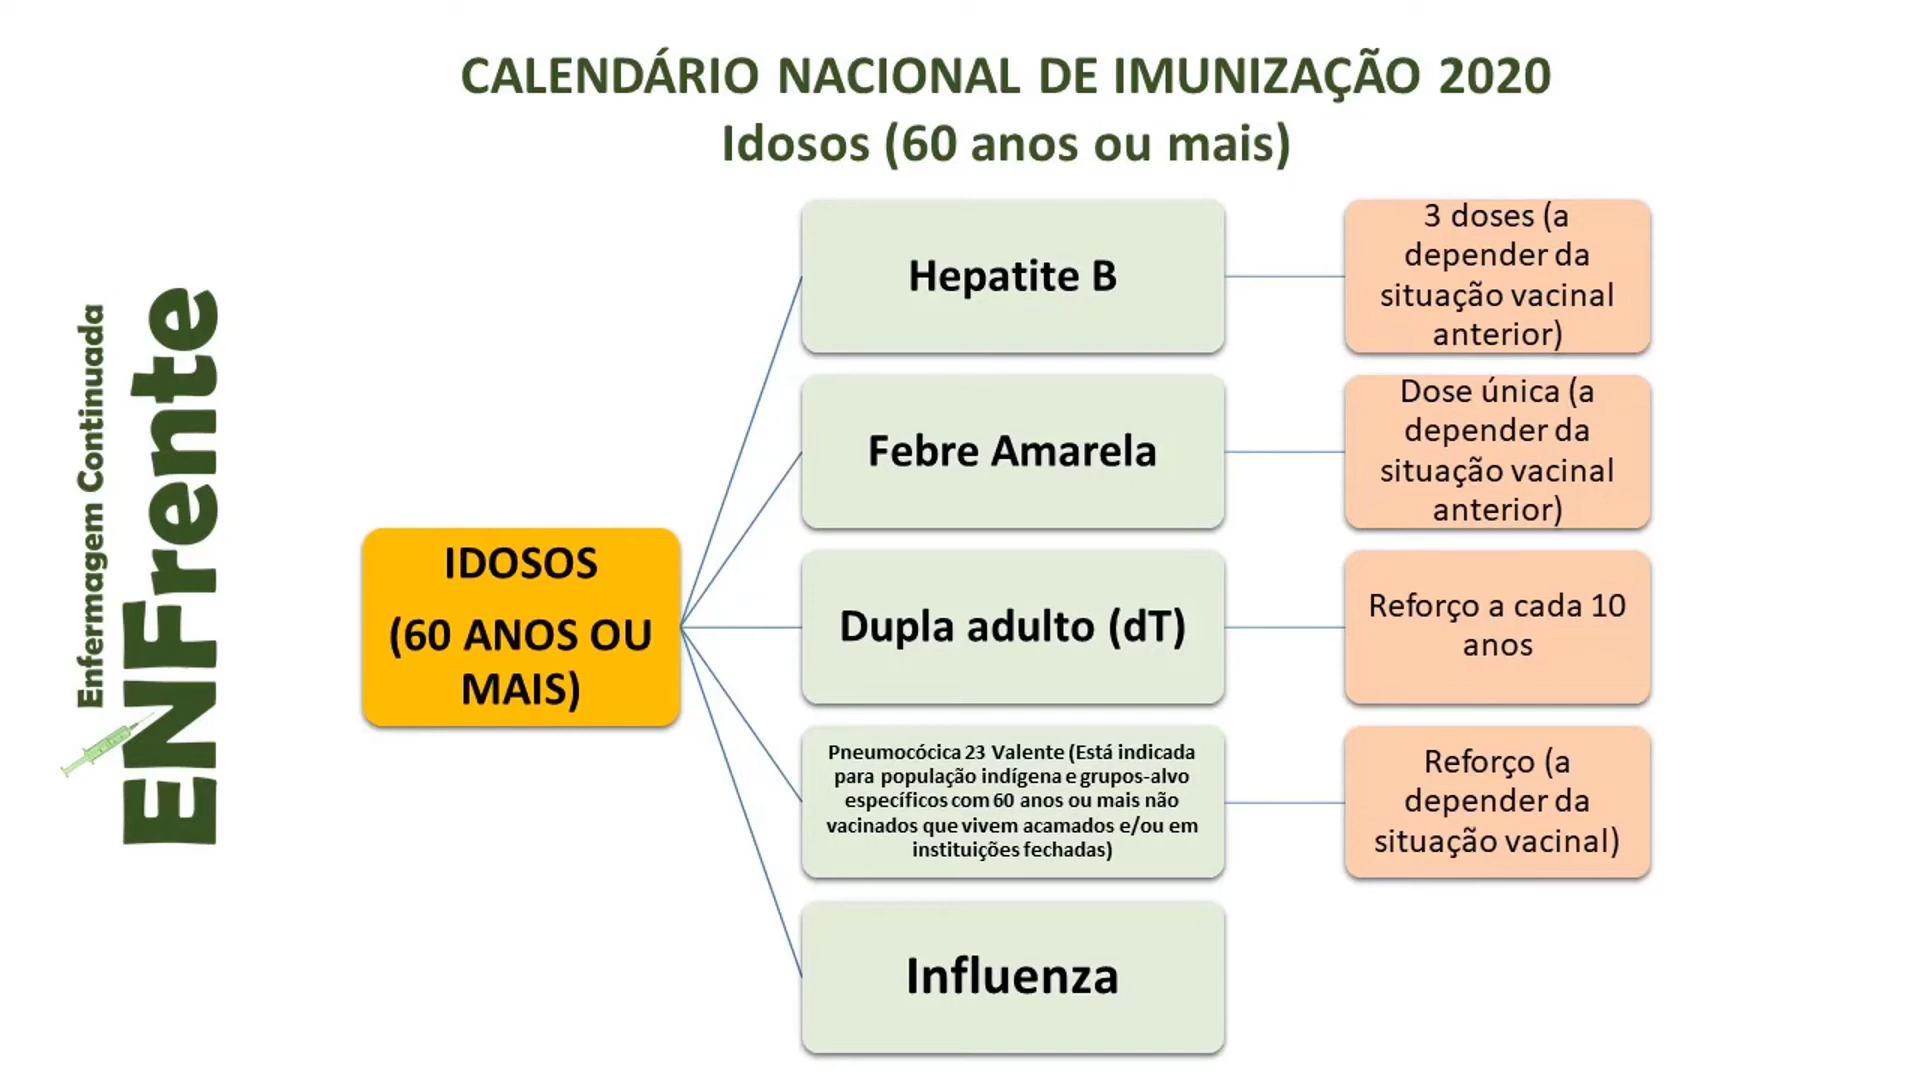 CALENDÁRIO NACIONAL DE IMUNIZAÇÃO 2020
Idosos (60 anos ou mais)
Enfermagem Continuada
ENFrente
IDOSOS
(60 ANOS OU
MAIS)
Hepatite B
3 doses (a
depender da
situação vacinal
anterior)
Febre Amarela
Dose única (a
depender da
situação vacinal
anterior)
Dupla adulto (dT)
Reforço a cada 10
anos
Pneumocócica 23 Valente (Está indicada
para população indígena e grupos-alvo
específicos com 60 anos ou mais não
vacinados que vivem acamados e/ou em
instituições fechadas)
Reforço (a
depender da
situação vacinal)
Influenza